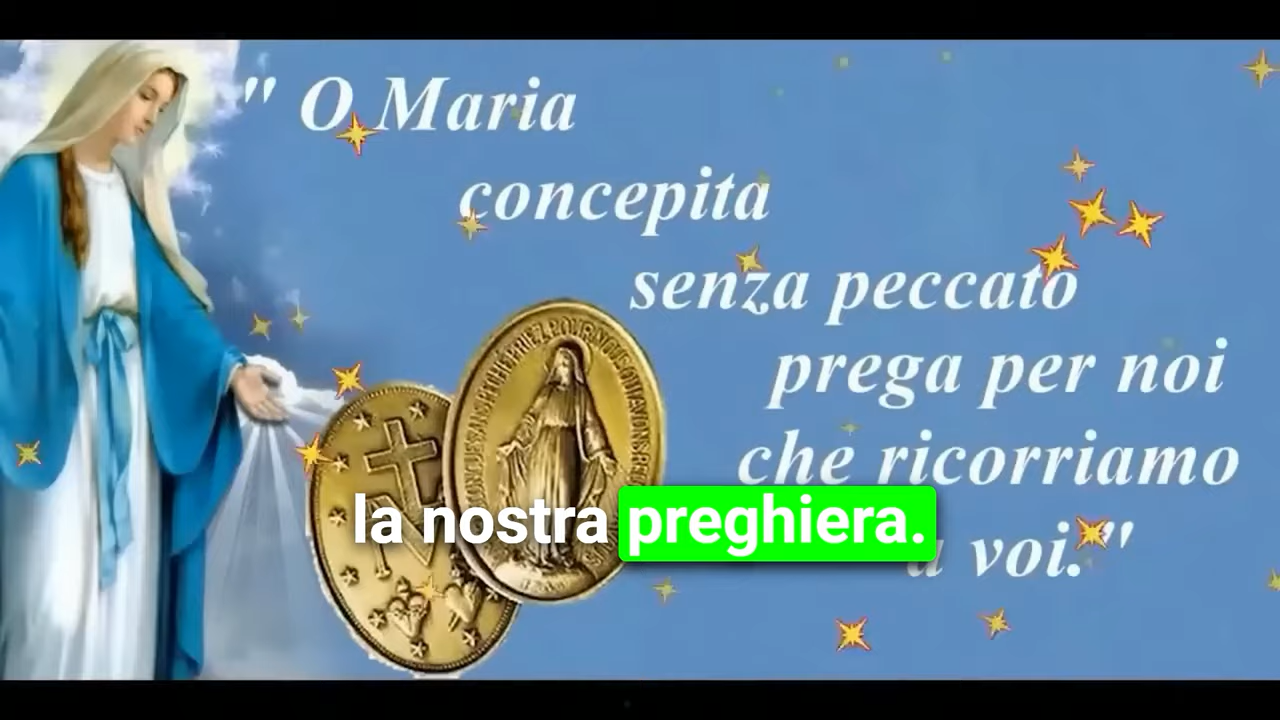 " O Maria
concepita
senza peccato
prega per noi
che ricorriamo
a voi."
la nostra preghiera.